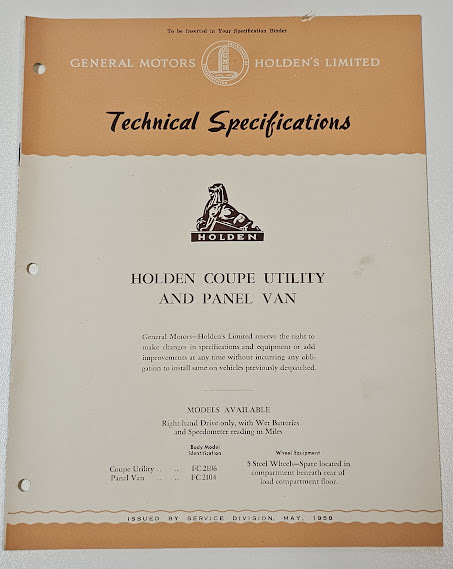 To be Inserted in Your Specification Binder
GENERAL MOTORS HOLDEN'S LIMITED
Technical Specifications
HOLDEN
HOLDEN COUPE UTILITY
AND PANEL VAN
General Motors—Holden's Limited reserve the right to
make changes in specifications and equipment or add
improvements at any time without incurring any obli-
gation to install same on vehicles previously despatched.
MODELS AVAILABLE
Right-hand Drive only, with Wet Batteries
and Speedometer reading in Miles
Body Model
Identification
Coupe Utility .. .. FC 2106
Panel Van .. .. FC 2104
Wheel Equipment
5 Steel Wheels—Spare located in
compartment beneath rear of
load compartment floor.
ISSUED BY SERVICE DIVISION, MAY, 1958